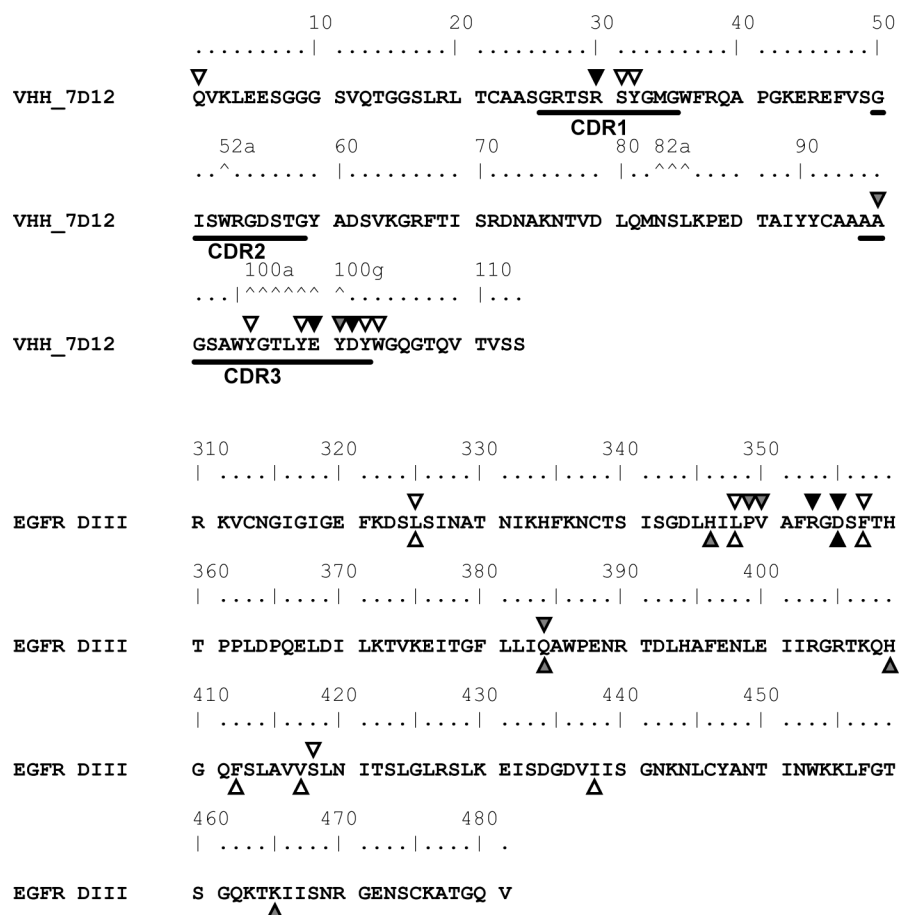 10 20 30 40 50
VHH_7D12 QVKLEESGGG SVQTGGSLRL TCAASGRTSR SYGMGWFRQA PGKEREFVSG
CDR1
52a 60 70 80 82a 90
VHH_7D12 ISWRGDSTGY ADSVKGRFTI SRDNAKNTVD LQMNSLKPED TAIYYCAAAA
CDR2
100a 100g 110
VHH_7D12 GSAWYGTLYE YDYWGQGTQV TVSS
CDR3
310 320 330 340 350
EGFR DIII R KVCNGIGIGE FKDSLSINAT NIKHFKNCTS ISGDLHILPV AFRGDSFTH
360 370 380 390 400
EGFR DIII T PPLDPQELDI LKTVKEITGF LLIQAWPENR TDLHAFENLE IIRGRTKQH
410 420 430 440 450
EGFR DIII G QFSLAVVSLN ITSLGLRSLK EISDGDVIIS GNKNLCYANT INWKKLFGT
460 470 480
EGFR DIII S GQKTKIISNR GENSCKATGQ V